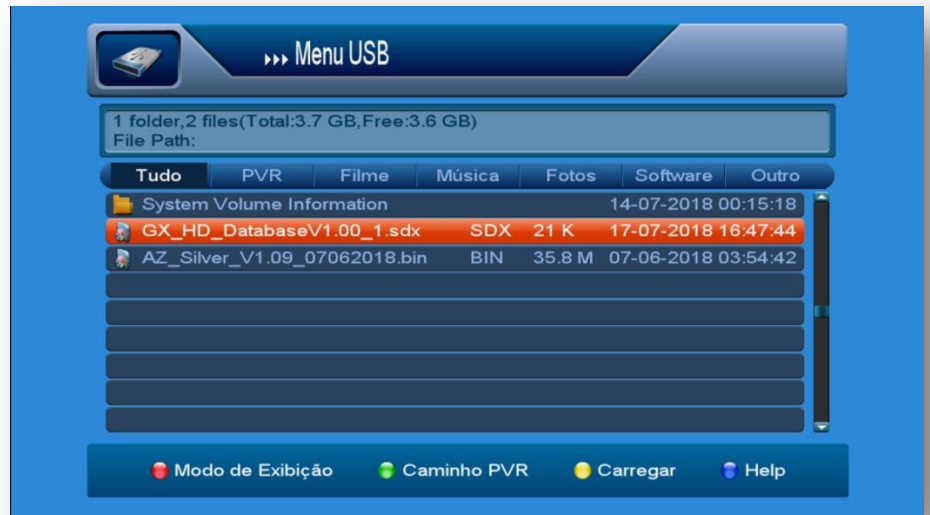 Menu USB
1 folder,2 files(Total:3.7 GB,Free:3.6 GB)
File Path:
Tudo PVR Filme Música Fotos Software Outro
System Volume Information 14-07-2018 00:15:18
GX_HD_DatabaseV1.00_1.sdx SDX 21 K 17-07-2018 16:47:44
AZ_Silver_V1.09_07062018.bin BIN 35.8 M 07-06-2018 03:54:42
Modo de Exibição Caminho PVR Carregar Help